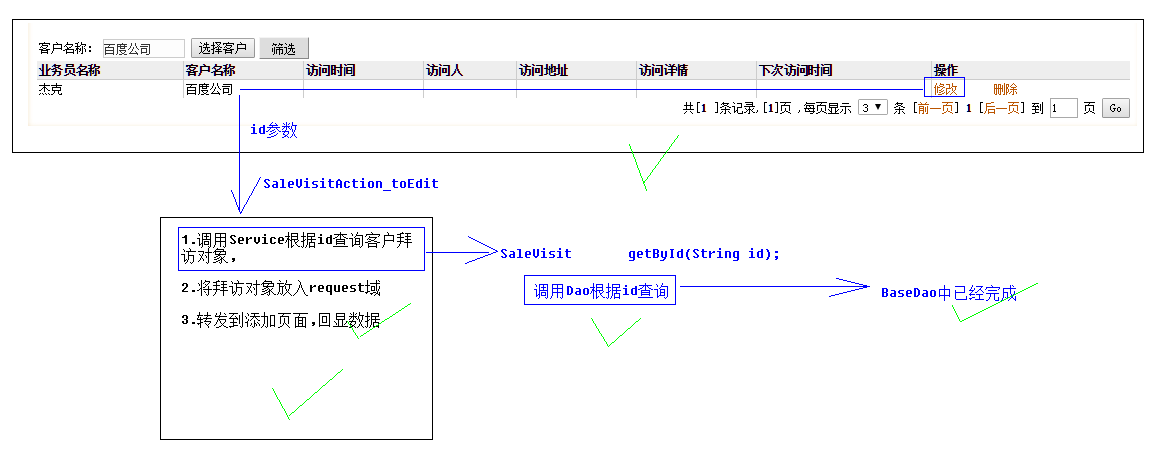 客户名称： 百度公司 选择客户 筛选
业务员名称 客户名称 访问时间 访问人 访问地址 访问详情 下次访问时间 操作
杰克 百度公司 修改 删除
共[1 ]条记录,[1]页 ,每页显示 3 条 [前一页] 1 [后一页] 到 1 页 Go
id参数
SaleVisitAction_toEdit
1.调用Service根据id查询客户拜
访对象,
2.将拜访对象放入request域
3.转发到添加页面,回显数据
SaleVisit getById(String id);
调用Dao根据id查询
BaseDao中已经完成